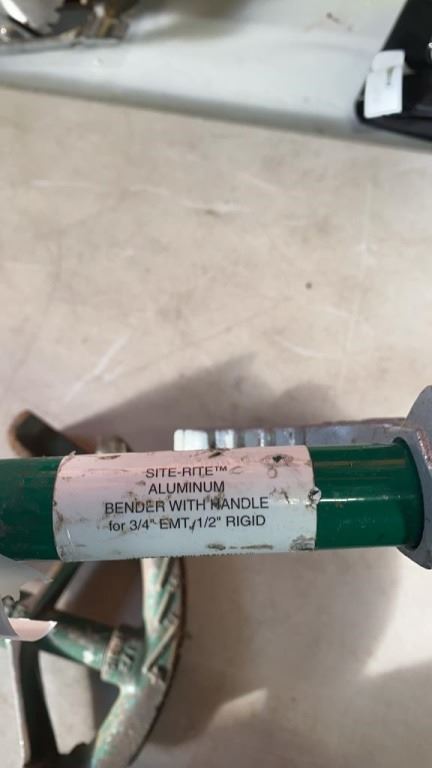 SITE-RITE™
ALUMINUM
BENDER WITH HANDLE
for 3/4" EMT, 1/2" RIGID